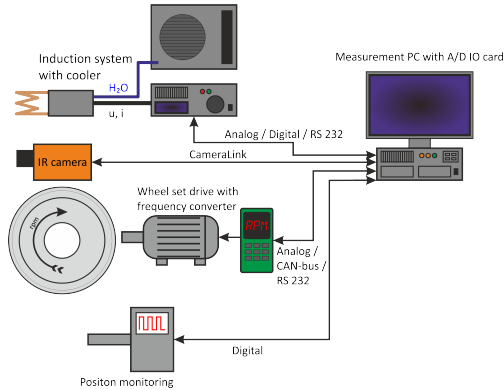 Induction system
with cooler
H₂O
u, i
Measurement PC with A/D IO card
Analog / Digital / RS 232
CameraLink
IR camera
Wheel set drive with
frequency converter
rpm
RPM
Analog /
CAN-bus /
RS 232
Digital
Positon monitoring